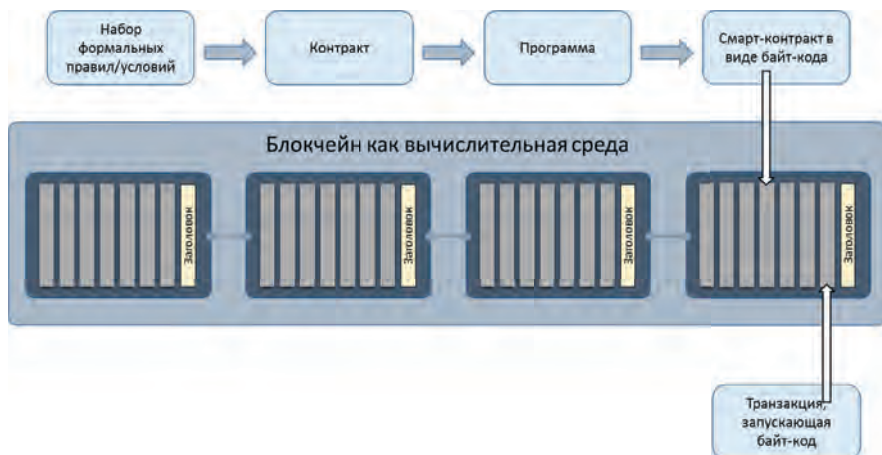 Набор
формальных
правил/условий
Контракт
Программа
Смарт-контракт в
виде байт-кода
Блокчейн как вычислительная среда
Заголовок
Заголовок
Заголовок
Заголовок
Транзакция,
запускающая
байт-код